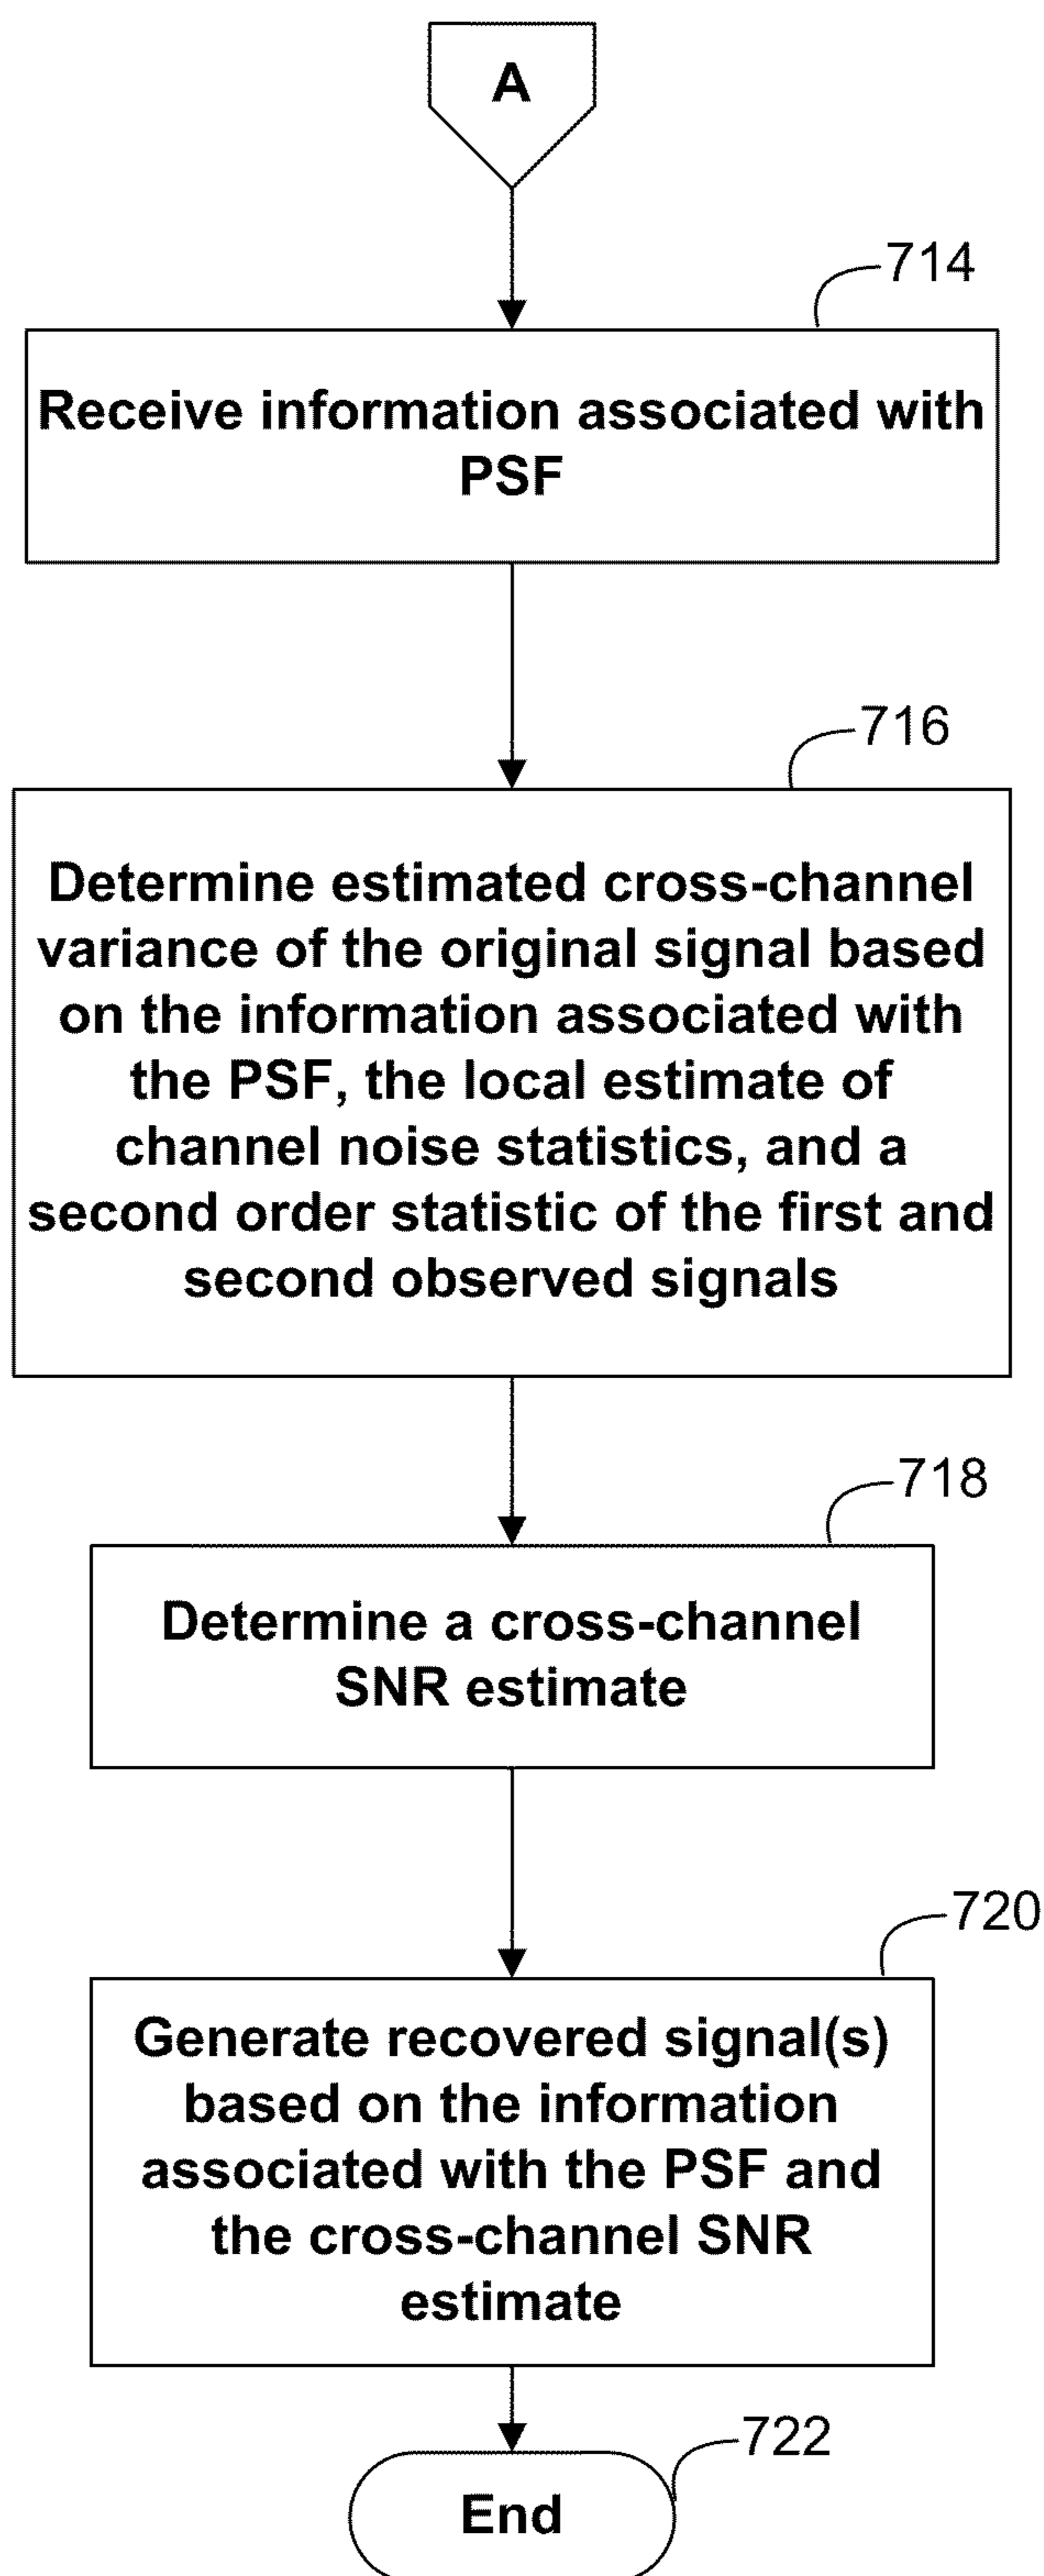 A
714
Receive information associated with
PSF
716
Determine estimated cross-channel
variance of the original signal based
on the information associated with
the PSF, the local estimate of
channel noise statistics, and a
second order statistic of the first and
second observed signals
718
Determine a cross-channel
SNR estimate
720
Generate recovered signal(s)
based on the information
associated with the PSF and
the cross-channel SNR
estimate
722
End